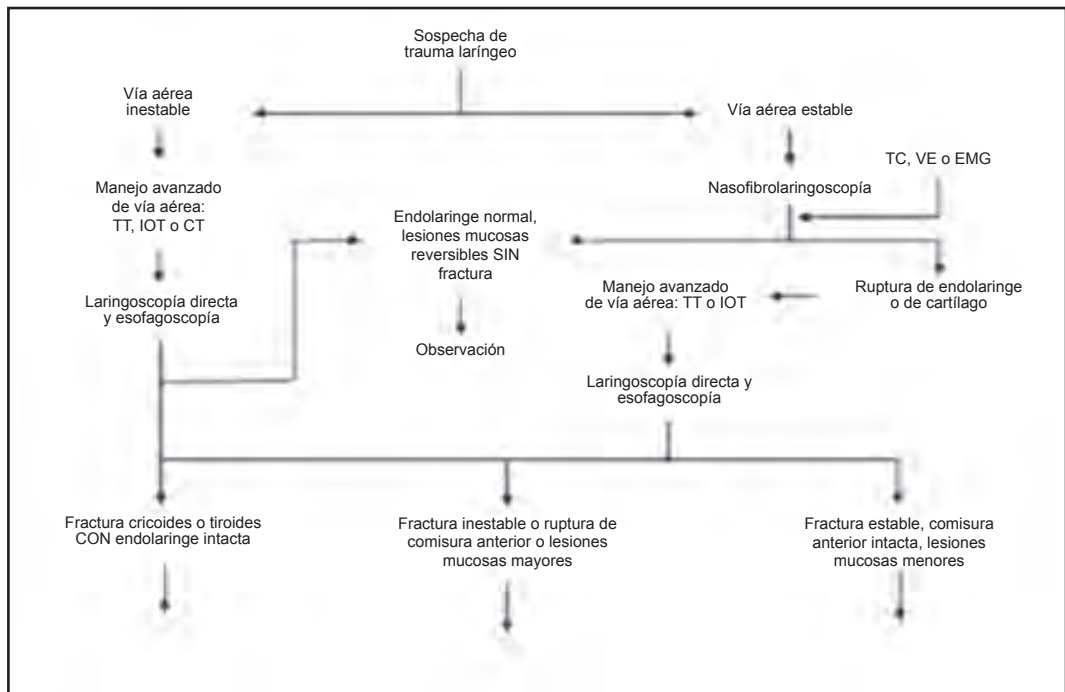 Sospecha de
trauma laríngeo
Vía aérea
inestable
Vía aérea estable
TC, VE o EMG
Manejo avanzado
de vía aérea:
TT, IOT o CT
Nasofibrolaringoscopía
Endolaringe normal,
lesiones mucosas
reversibles SIN
fractura
Manejo avanzado
de vía aérea: TT o IOT
Ruptura de endolaringe
o de cartílago
Laringoscopía directa
y esofagoscopía
Observación
Laringoscopía directa y
esofagoscopía
Fractura cricoides o tiroides
CON endolaringe intacta
Fractura inestable o ruptura de
comisura anterior o lesiones
mucosas mayores
Fractura estable, comisura
anterior intacta, lesiones
mucosas menores